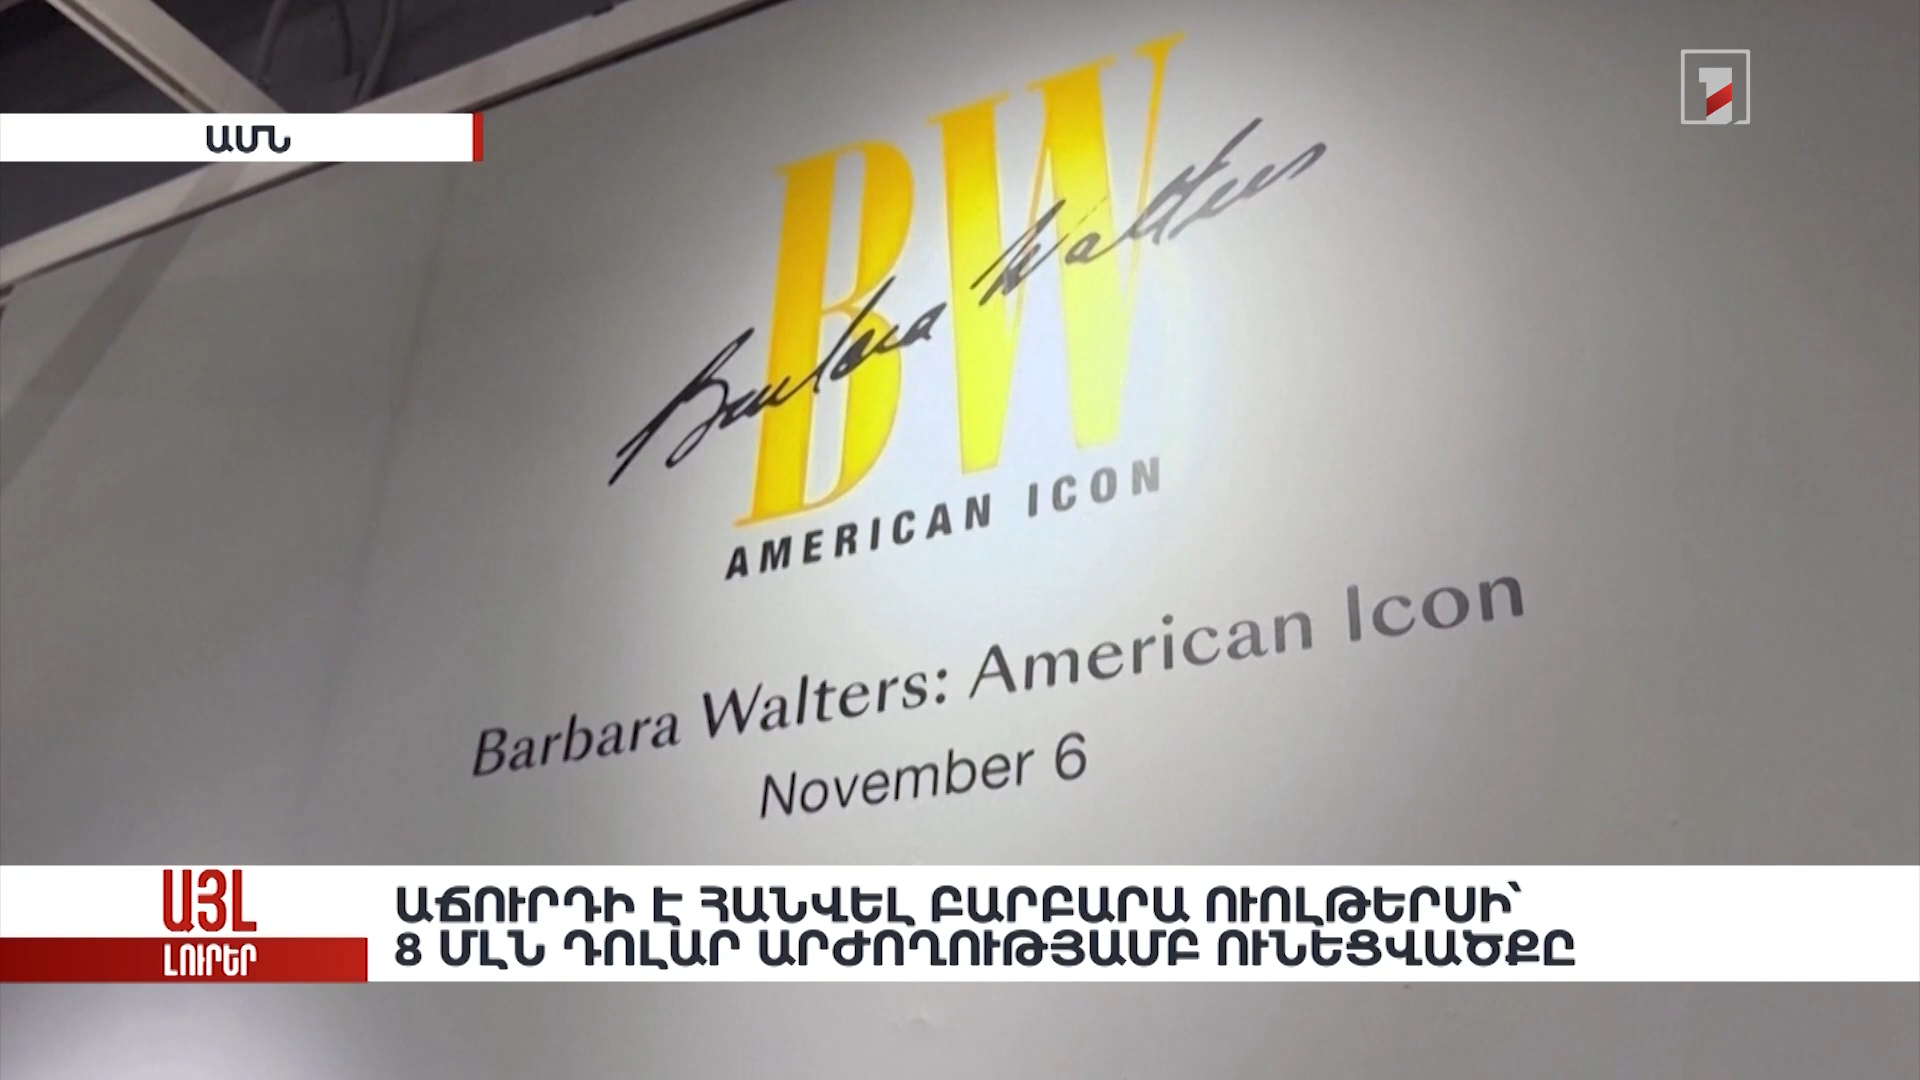 ԱՄՆ
1
BW
Barbara Walters
AMERICAN ICON
Barbara Walters: American Icon
November 6
ԱՅԼ
ԼՈՒՐԵՐ
ԱՃՈՒՐԴԻ Է ՀԱՆՎԵԼ ԲԱՐԲԱՐԱ ՈՒՈԼԹԵՐՍԻ՝
8 ՄԼՆ ԴՈԼԱՐ ԱՐԺՈՂՈՒԹՅԱՄԲ ՈՒՆԵՑՎԱԾՔԸ